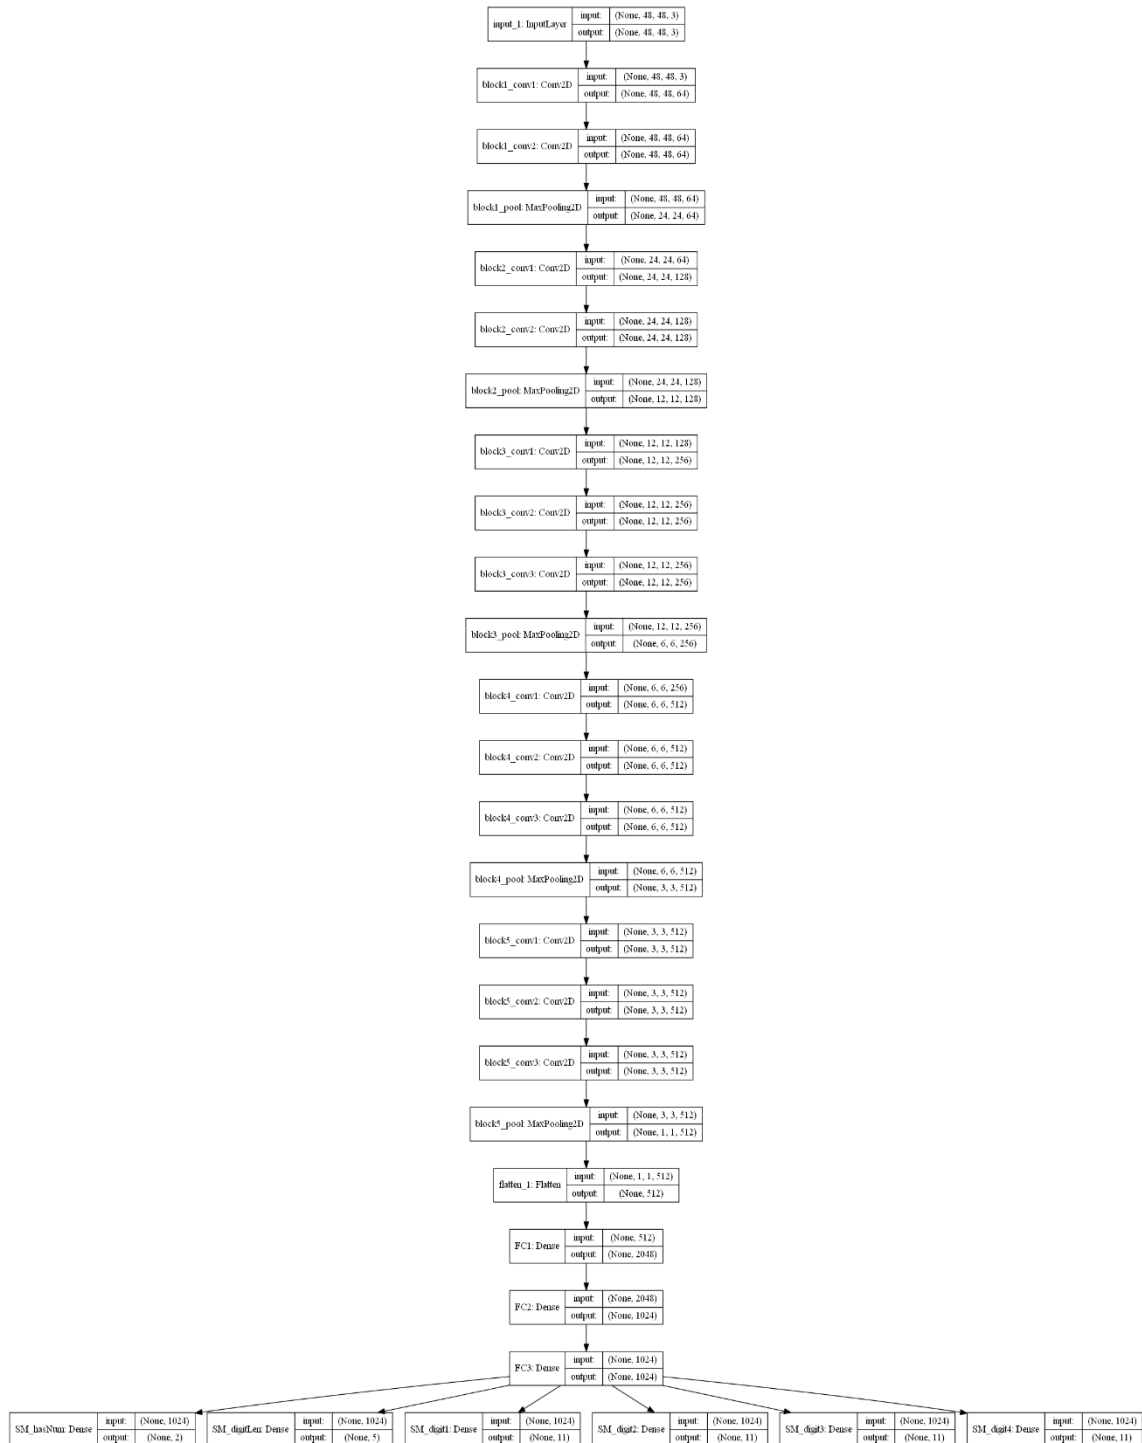 input_1: InputLayer input: (None, 48, 48, 3)
output: (None, 48, 48, 3)
block1_conv1: Conv2D input: (None, 48, 48, 3)
output: (None, 48, 48, 64)
block1_conv2: Conv2D input: (None, 48, 48, 64)
output: (None, 48, 48, 64)
block1_pool: MaxPooling2D input: (None, 48, 48, 64)
output: (None, 24, 24, 64)
block2_conv1: Conv2D input: (None, 24, 24, 64)
output: (None, 24, 24, 128)
block2_conv2: Conv2D input: (None, 24, 24, 128)
output: (None, 24, 24, 128)
block2_pool: MaxPooling2D input: (None, 24, 24, 128)
output: (None, 12, 12, 128)
block3_conv1: Conv2D input: (None, 12, 12, 128)
output: (None, 12, 12, 256)
block3_conv2: Conv2D input: (None, 12, 12, 256)
output: (None, 12, 12, 256)
block3_conv3: Conv2D input: (None, 12, 12, 256)
output: (None, 12, 12, 256)
block3_pool: MaxPooling2D input: (None, 12, 12, 256)
output: (None, 6, 6, 256)
block4_conv1: Conv2D input: (None, 6, 6, 256)
output: (None, 6, 6, 512)
block4_conv2: Conv2D input: (None, 6, 6, 512)
output: (None, 6, 6, 512)
block4_conv3: Conv2D input: (None, 6, 6, 512)
output: (None, 6, 6, 512)
block4_pool: MaxPooling2D input: (None, 6, 6, 512)
output: (None, 3, 3, 512)
block5_conv1: Conv2D input: (None, 3, 3, 512)
output: (None, 3, 3, 512)
block5_conv2: Conv2D input: (None, 3, 3, 512)
output: (None, 3, 3, 512)
block5_conv3: Conv2D input: (None, 3, 3, 512)
output: (None, 3, 3, 512)
block5_pool: MaxPooling2D input: (None, 3, 3, 512)
output: (None, 1, 1, 512)
flatten_1: Flatten input: (None, 1, 1, 512)
output: (None, 512)
FC1: Dense input: (None, 512)
output: (None, 2048)
FC2: Dense input: (None, 2048)
output: (None, 1024)
FC3: Dense input: (None, 1024)
output: (None, 1024)
SM_hasNum: Dense input: (None, 1024)
output: (None, 2)
SM_digitLen: Dense input: (None, 1024)
output: (None, 5)
SM_digit1: Dense input: (None, 1024)
output: (None, 11)
SM_digit2: Dense input: (None, 1024)
output: (None, 11)
SM_digit3: Dense input: (None, 1024)
output: (None, 11)
SM_digit4: Dense input: (None, 1024)
output: (None, 11)